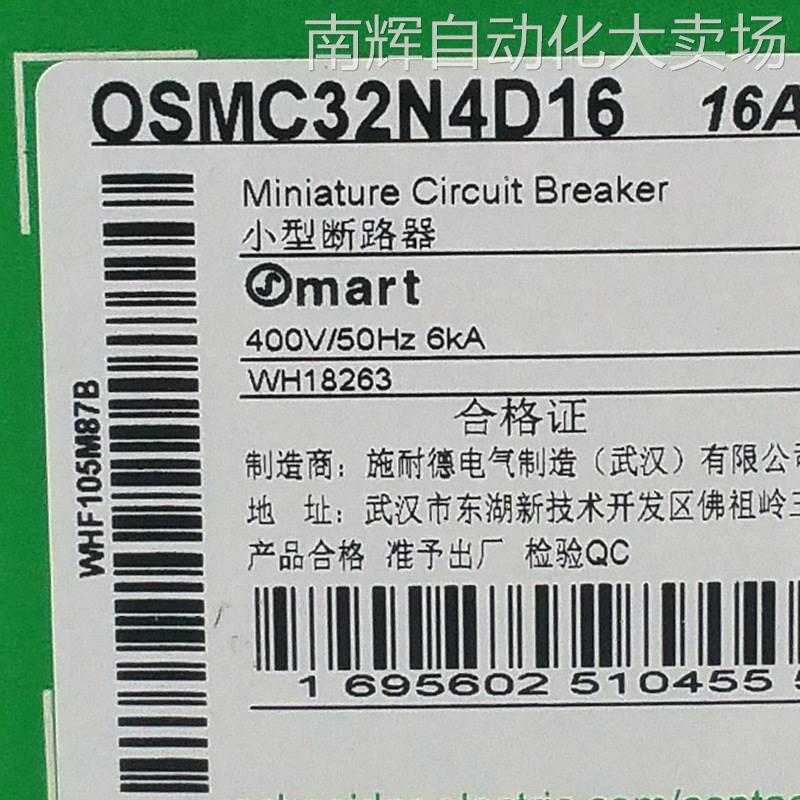 南辉自动化大卖场
OSMC32N4D16 16A
Miniature Circuit Breaker
小型断路器
Smart
400V/50Hz 6kA
WH18263
合格证
制造商：施耐德电气制造（武汉）有限公司
地 址：武汉市东湖新技术开发区佛祖岭三
产品合格 准予出厂 检验QC
1 695602 510455
WHF105M87B